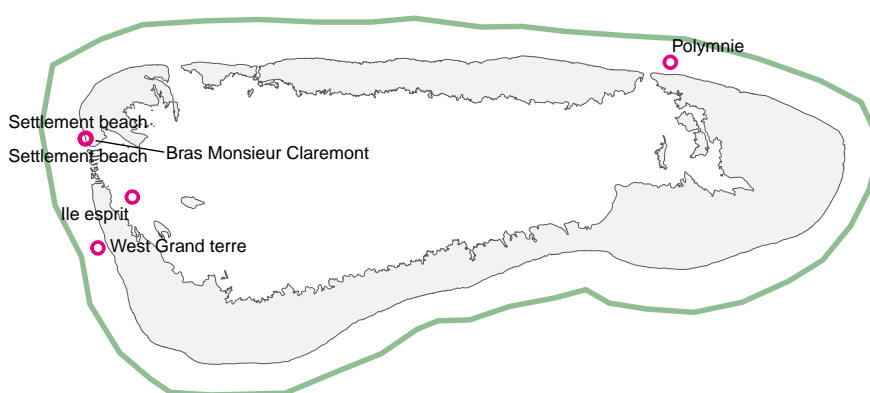 Polymnie
Settlement beach
Bras Monsieur Claremont
Settlement beach
Ile esprit
West Grand terre